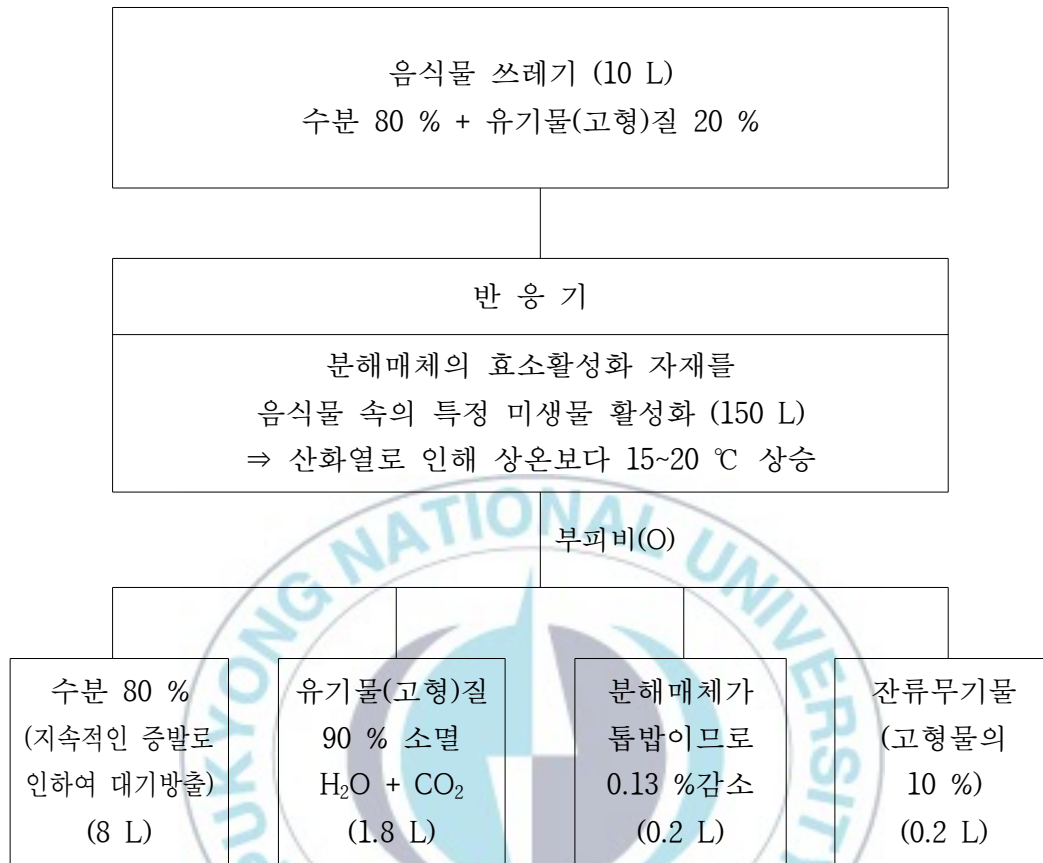 음식물 쓰레기 (10 L)
수분 80 % + 유기물(고형)질 20 %
반 응 기
분해매체의 효소활성화 자재를
음식물 속의 특정 미생물 활성화 (150 L)
⇒ 산화열로 인해 상온보다 15~20 ℃ 상승
부피비(O)
수분 80 %
(지속적인 증발로
인하여 대기방출)
(8 L)
유기물(고형)질
90 % 소멸
H₂O + CO₂
(1.8 L)
분해매체가
톱밥이므로
0.13 %감소
(0.2 L)
잔류무기물
(고형물의
10 %)
(0.2 L)
PUKYONG NATIONAL UNIVERSIT